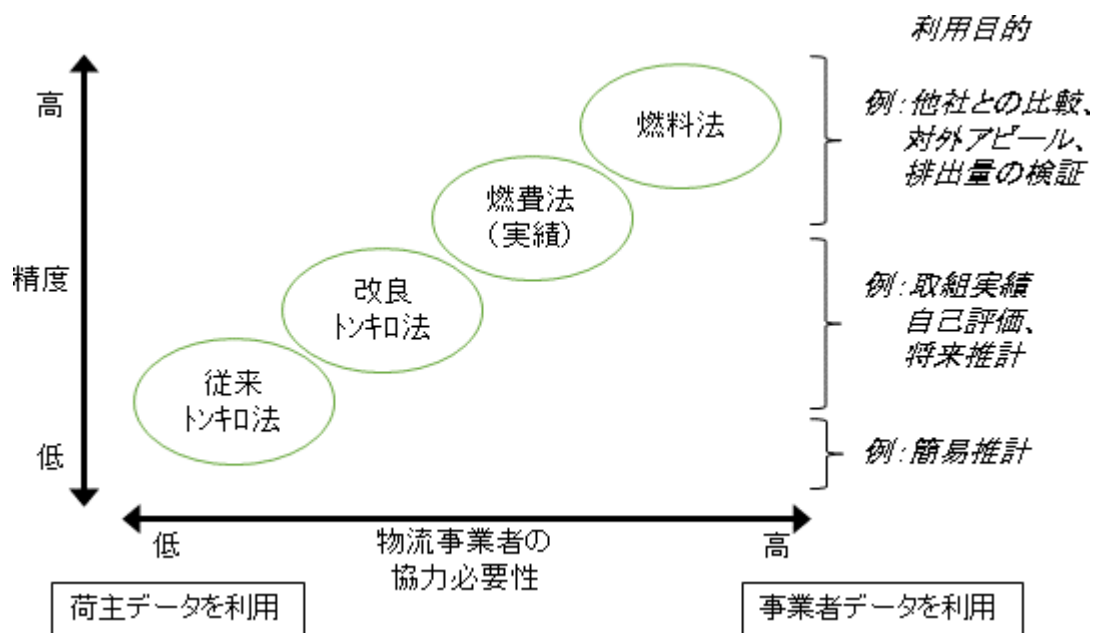 利用目的
高
例：他社との比較、
対外アピール、
排出量の検証
燃料法
燃費法
（実績）
精度
改良
ﾄﾝｷﾛ法
例：取組実績
自己評価、
将来推計
従来
ﾄﾝｷﾛ法
低
例：簡易推計
低
物流事業者の
協力必要性
高
荷主データを利用
事業者データを利用